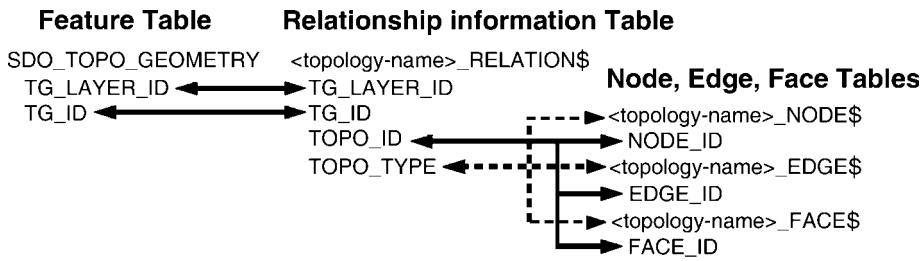 Feature Table
SDO_TOPO_GEOMETRY
TG_LAYER_ID
TG_ID
Relationship information Table
<topology-name>_RELATION$
TG_LAYER_ID
TG_ID
TOPO_ID
TOPO_TYPE
Node, Edge, Face Tables
<topology-name>_NODE$
NODE_ID
<topology-name>_EDGE$
EDGE_ID
<topology-name>_FACE$
FACE_ID